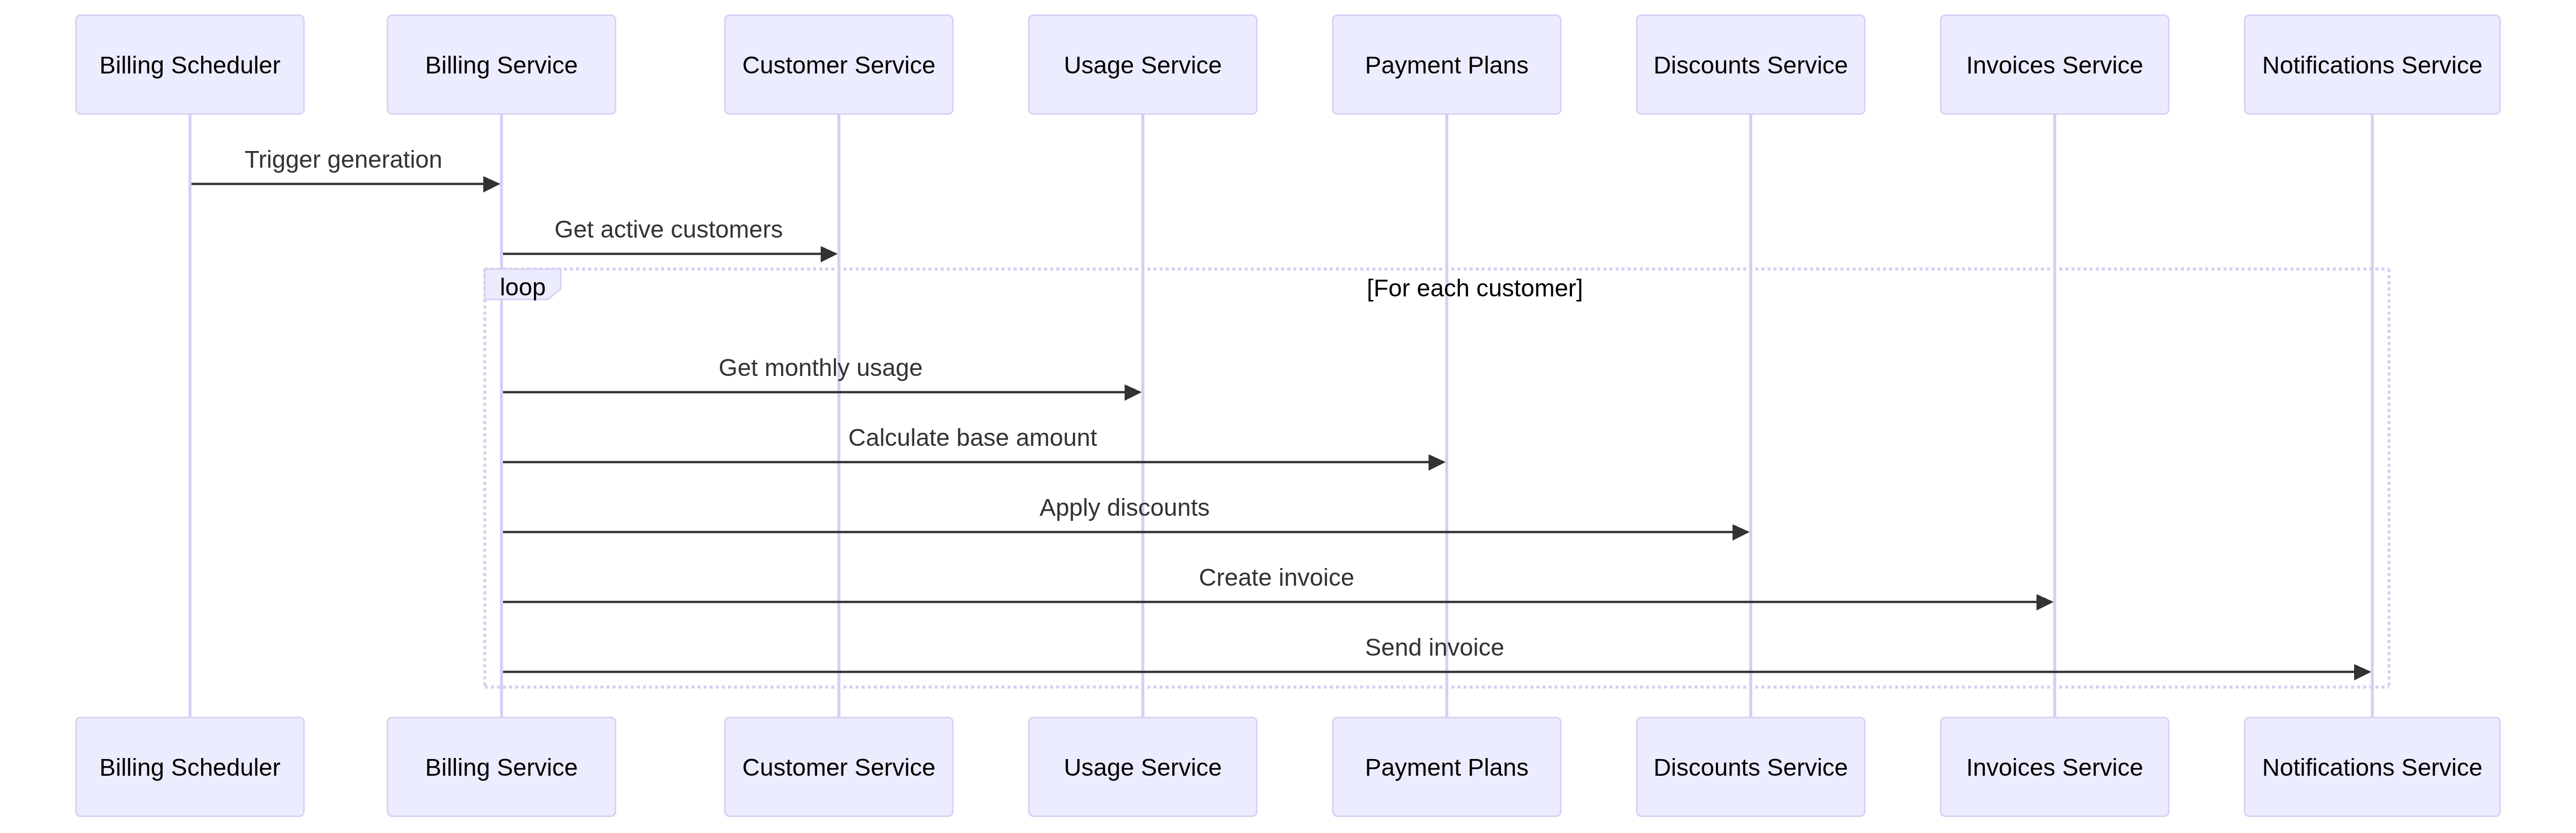 Billing Scheduler
Billing Service
Customer Service
Usage Service
Payment Plans
Discounts Service
Invoices Service
Notifications Service
Trigger generation
Get active customers
loop
[For each customer]
Get monthly usage
Calculate base amount
Apply discounts
Create invoice
Send invoice
Billing Scheduler
Billing Service
Customer Service
Usage Service
Payment Plans
Discounts Service
Invoices Service
Notifications Service